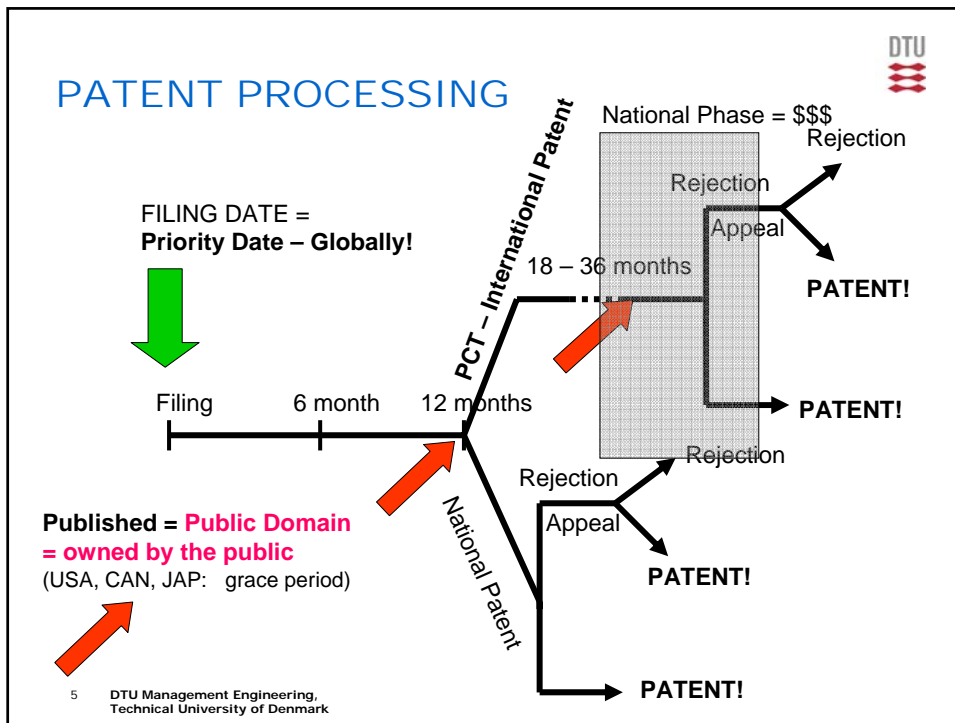 DTU
PATENT PROCESSING
National Phase = $$$
Rejection
PCT – International Patent
Rejection
Appeal
FILING DATE =
Priority Date – Globally!
18 – 36 months
PATENT!
Filing
6 month
12 months
PATENT!
Rejection
Rejection
Appeal
National Patent
Published = Public Domain
= owned by the public
(USA, CAN, JAP: grace period)
PATENT!
PATENT!
5
DTU Management Engineering,
Technical University of Denmark